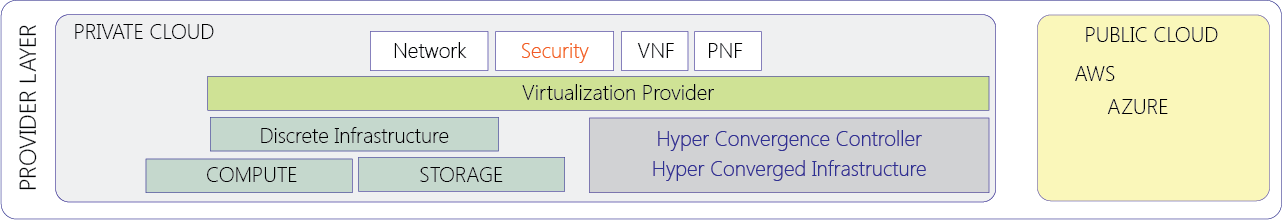 PROVIDER LAYER
PRIVATE CLOUD
Network
Security
VNF
PNF
Virtualization Provider
Discrete Infrastructure
COMPUTE
STORAGE
Hyper Convergence Controller
Hyper Converged Infrastructure
PUBLIC CLOUD
AWS
AZURE